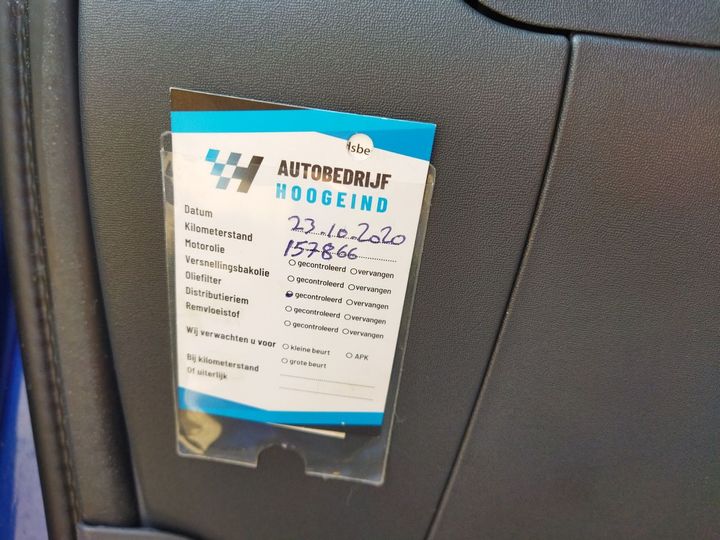 dsbe
AUTOBEDRIJF
HOOGEIND
Datum 23-10-2020
Kilometerstand 157866
Motorolie gecontroleerd vervangen
Versnellingsbakolie gecontroleerd vervangen
Oliefilter gecontroleerd vervangen
Distributieriem gecontroleerd vervangen
Remvloeistof gecontroleerd vervangen
Wij verwachten u voor kleine beurt APK
grote beurt
Bij kilometerstand
Of uiterlijk